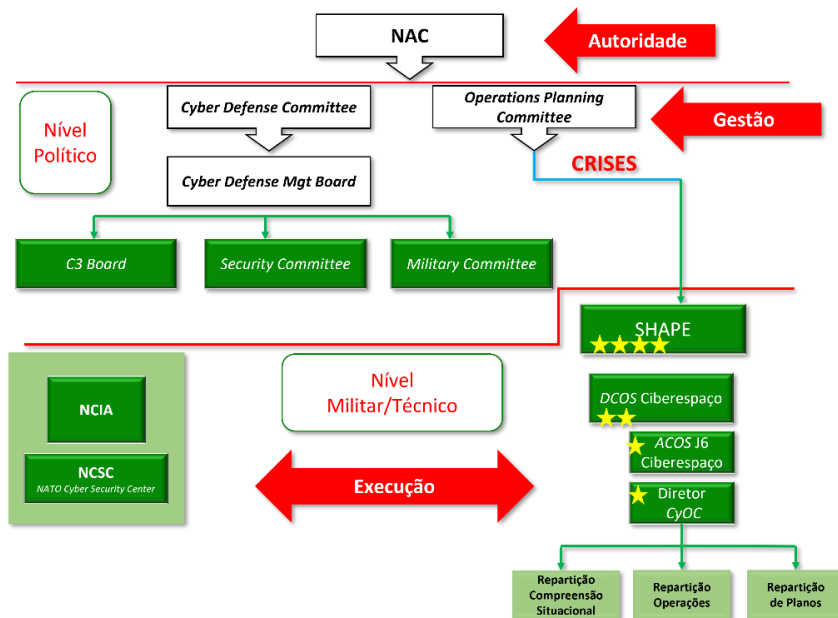 NAC
Autoridade
Cyber Defense Committee
Operations Planning
Committee
Gestão
Nível
Político
CRISES
Cyber Defense Mgt Board
C3 Board
Security Committee
Military Committee
SHAPE
Nível
Militar/Técnico
NCIA
DCOS Ciberespaço
ACOS J6
Ciberespaço
NCSC
NATO Cyber Security Center
Execução
Diretor
CyOC
Repartição
Compreensão
Situacional
Repartição
Operações
Repartição
de Planos